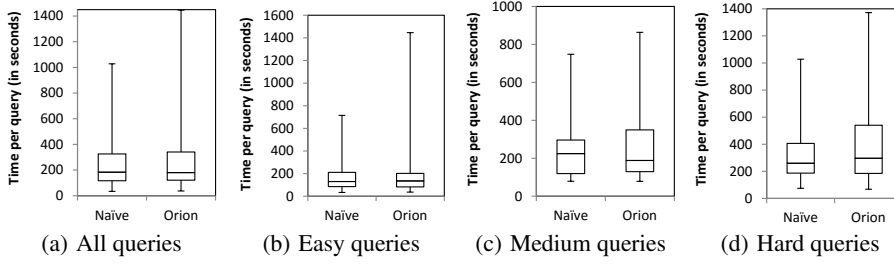 Time per query (in seconds)
1400
1200
1000
800
600
400
200
0
Naïve Orion
(a) All queries
Time per query (in seconds)
1600
1400
1200
1000
800
600
400
200
0
Naïve Orion
(b) Easy queries
Time per query (in seconds)
1000
800
600
400
200
0
Naïve Orion
(c) Medium queries
Time per query (in seconds)
1400
1200
1000
800
600
400
200
0
Naïve Orion
(d) Hard queries